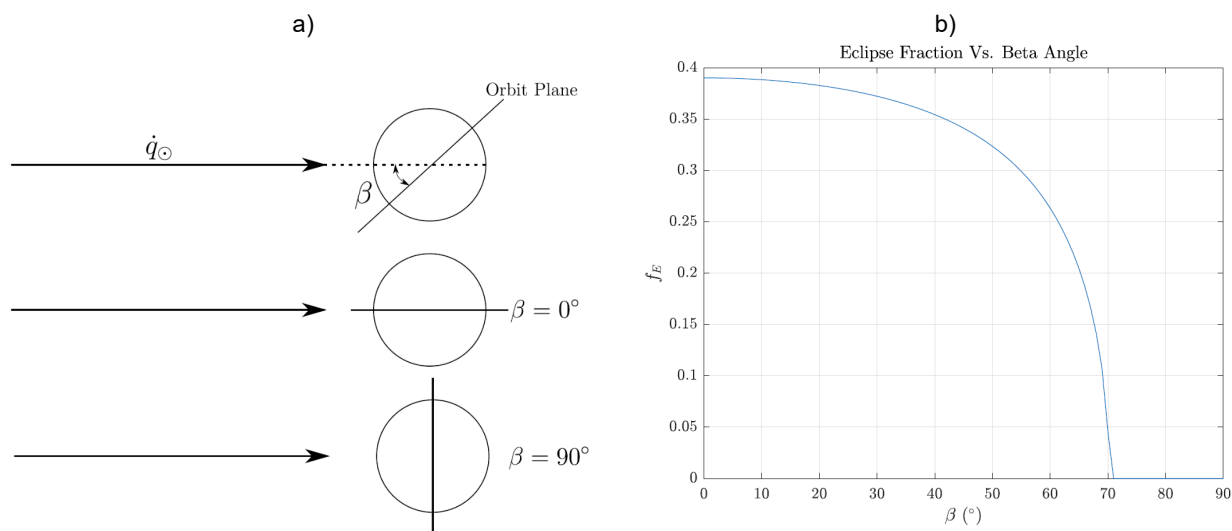 a)
Orbit Plane
q̇☉
β
β = 0°
β = 90°
b)
Eclipse Fraction Vs. Beta Angle
0.4
0.35
0.3
0.25
0.2
0.15
0.1
0.05
0
f_E
0 10 20 30 40 50 60 70 80 90
β (°)